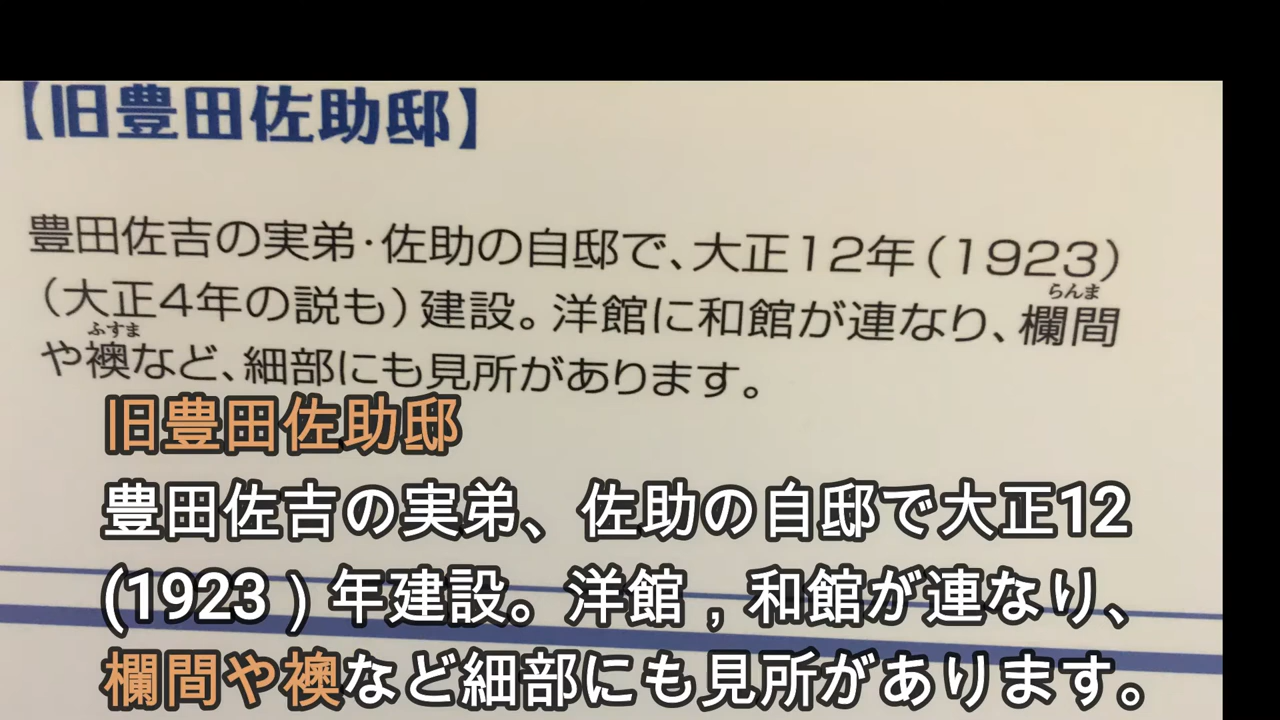 【旧豊田佐助邸】
豊田佐吉の実弟・佐助の自邸で、大正12年(1923)
らんま
(大正4年の説も)建設。洋館に和館が連なり、欄間
ふすま
や襖などなど、細部にも見所があります。
旧豊田佐助邸
豊田佐吉の実弟、佐助の自邸で大正12
(1923）年建設。洋館，和館が連なり、
欄間や襖など細部にも見所があります。